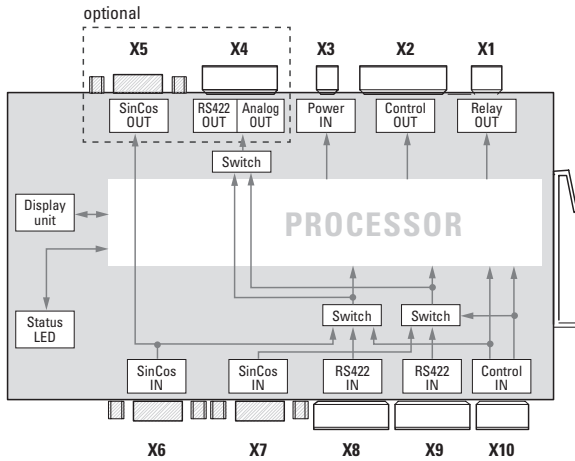 optional
X5 X4 X3 X2 X1
SinCos OUT
RS422 OUT
Analog OUT
Power IN
Control OUT
Relay OUT
Switch
Display unit
PROCESSOR
Status LED
Switch
Switch
SinCos IN
SinCos IN
RS422 IN
RS422 IN
Control IN
X6 X7 X8 X9 X10